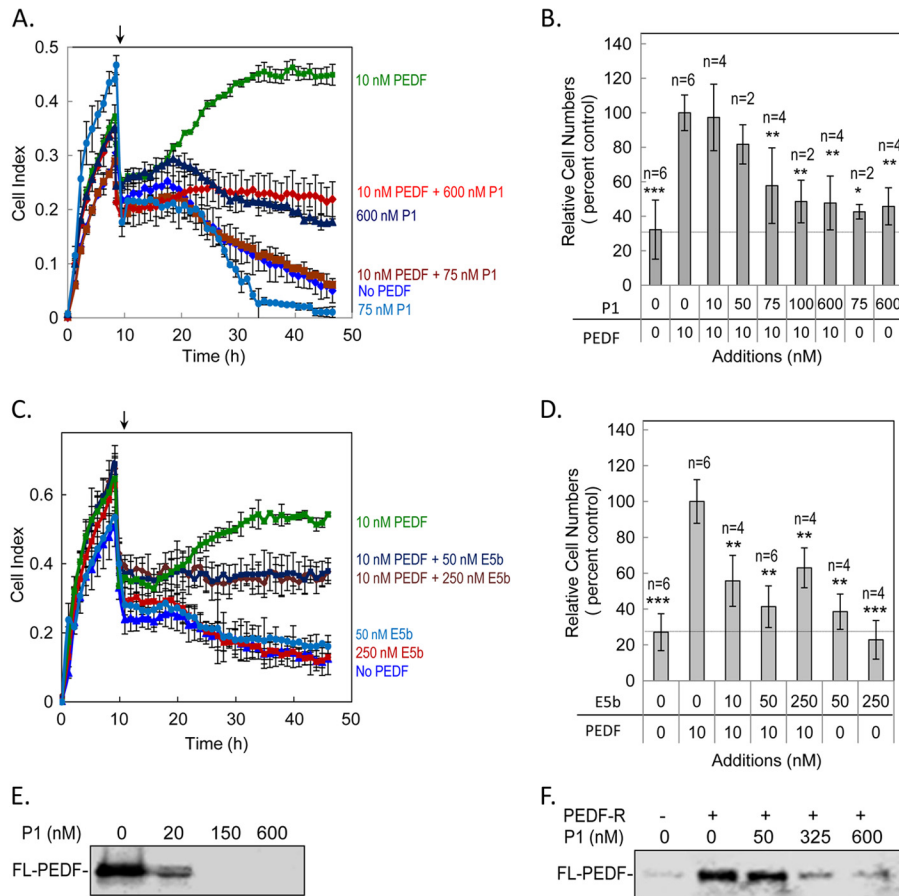 A.
↓
0.5
0.4
0.3
0.2
0.1
0
Cell Index
0 10 20 30 40 50
Time (h)
10 nM PEDF
10 nM PEDF + 600 nM P1
600 nM P1
10 nM PEDF + 75 nM P1
No PEDF
75 nM P1
B.
140
120
100
80
60
40
20
0
Relative Cell Numbers
( percent control)
n=6 n=6 n=4 n=2 n=4 n=2 n=4 n=2 n=4
*** ** ** ** * **
P1 0 0 10 50 75 100 600 75 600
PEDF 0 10 10 10 10 10 10 0 0
Additions (nM)
C.
↓
0.6
0.4
0.2
0
Cell Index
0 10 20 30 40 50
Time (h)
10 nM PEDF
10 nM PEDF + 50 nM E5b
10 nM PEDF + 250 nM E5b
50 nM E5b
250 nM E5b
No PEDF
D.
140
120
100
80
60
40
20
0
Relative Cell Numbers
( percent control)
n=6 n=6 n=4 n=6 n=4 n=4 n=4
*** ** ** ** ** ***
E5b 0 0 10 50 250 50 250
PEDF 0 10 10 10 10 0 0
Additions (nM)
E.
P1 (nM) 0 20 150 600
FL-PEDF-
F.
PEDF-R - + + + +
P1 (nM) 0 0 50 325 600
FL-PEDF-